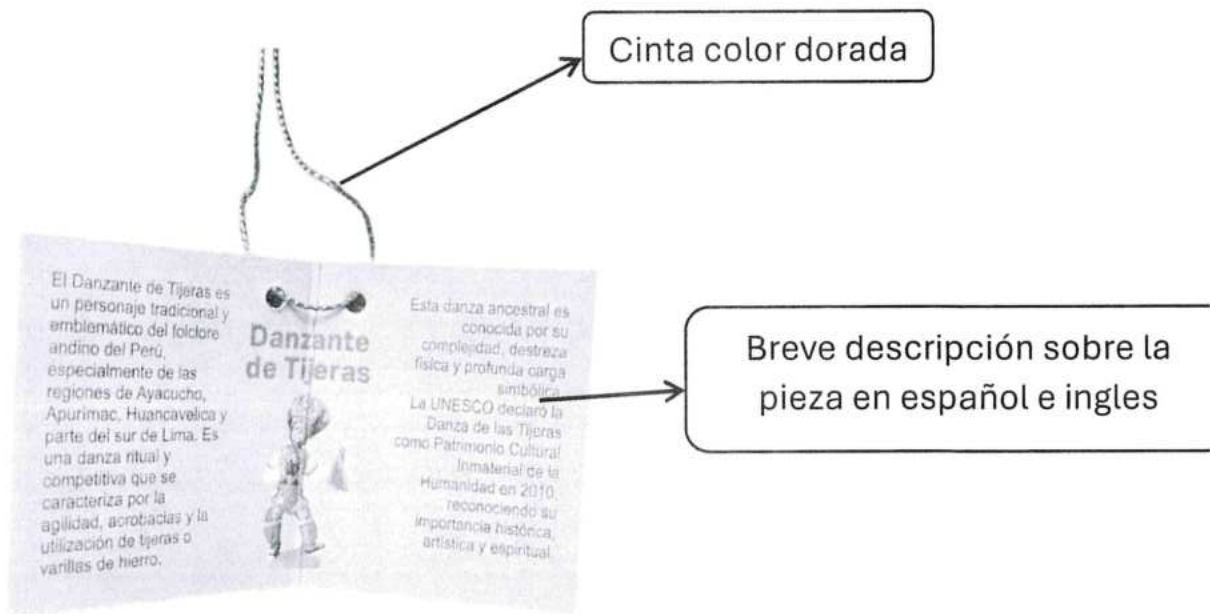 Cinta color dorada
El Danzante de Tijeras es
un personaje tradicional y
emblemático del folclore
andino del Perú,
especialmente de las
regiones de Ayacucho,
Apurímac, Huancavelica y
parte del sur de Lima. Es
una danza ritual y
competitiva que se
caracteriza por la
agilidad, acrobacias y la
utilización de tijeras o
varillas de hierro.
Danzante
de Tijeras
Esta danza ancestral es
conocida por su
complejidad, destreza
física y profunda carga
simbólica.
La UNESCO declaró la
Danza de las Tijeras
como Patrimonio Cultural
Inmaterial de la
Humanidad en 2010,
reconociendo su
importancia histórica,
artística y espiritual.
Breve descripción sobre la
pieza en español e ingles